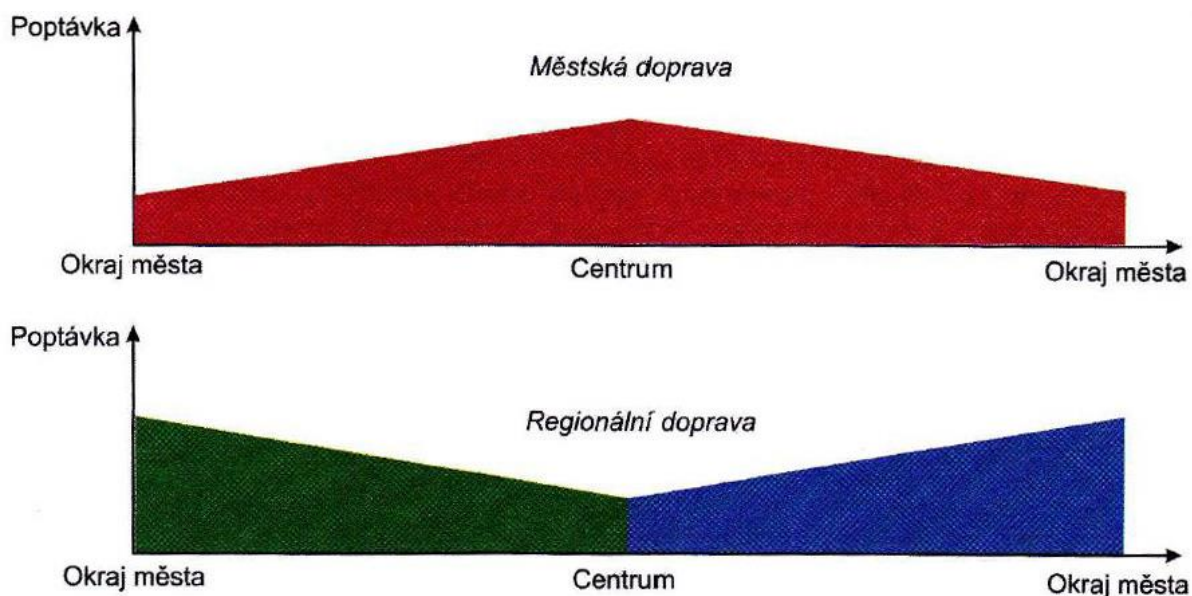 Poptávka
Městská doprava
Okraj města
Centrum
Okraj města
Poptávka
Regionální doprava
Okraj města
Centrum
Okraj města